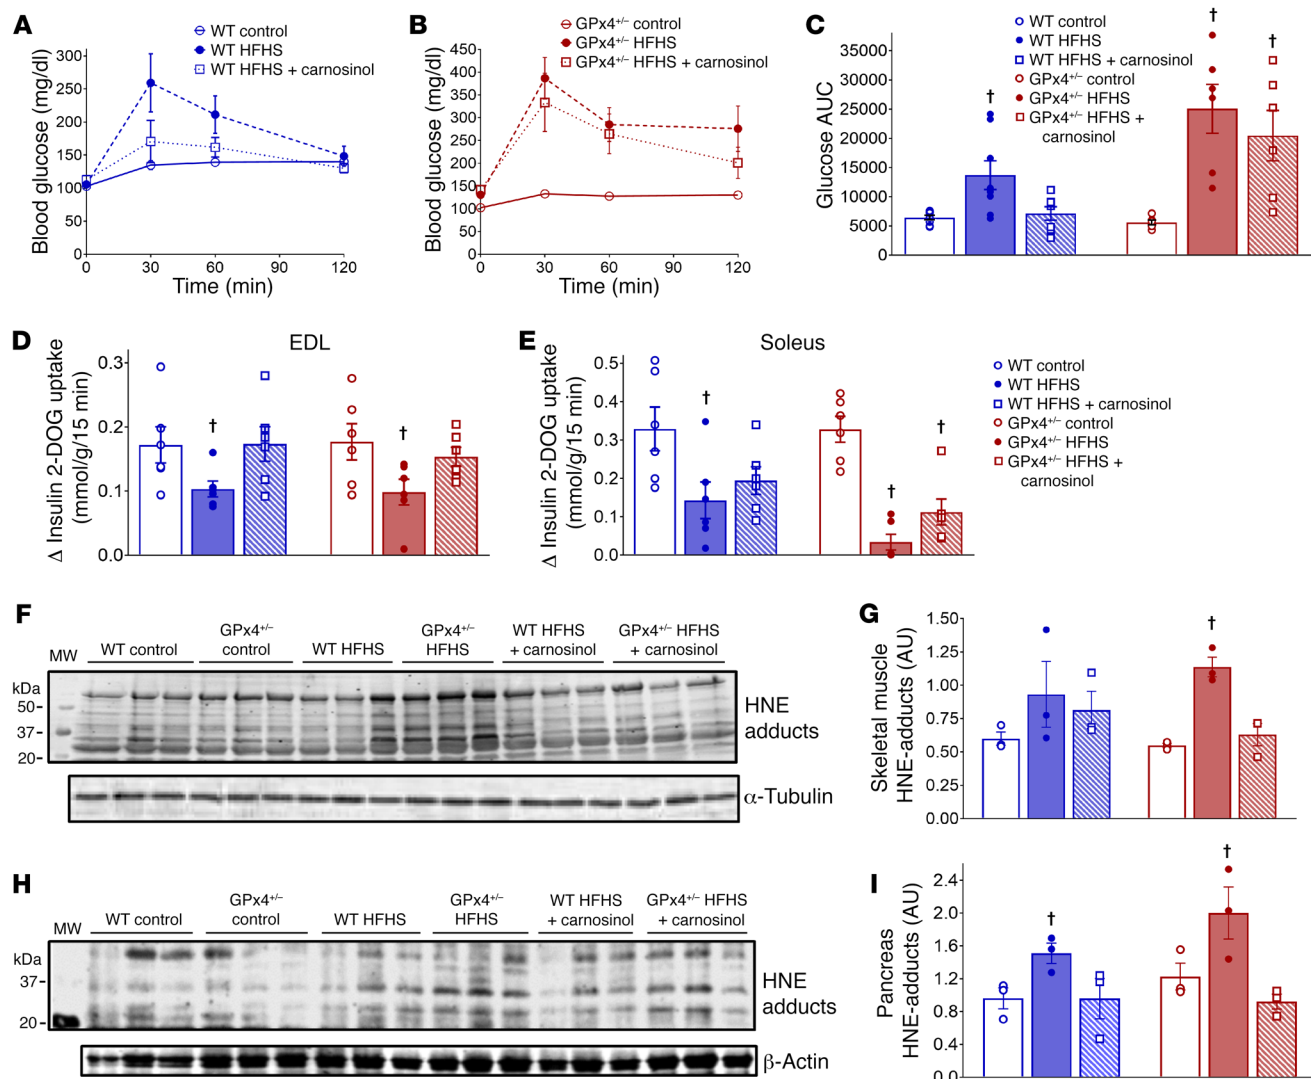 A
WT control
WT HFHS
WT HFHS + carnosinol
Blood glucose (mg/dl)
300
250
200
150
100
50
0
0 30 60 90 120
Time (min)
B
GPx4+/– control
GPx4+/– HFHS
GPx4+/– HFHS + carnosinol
Blood glucose (mg/dl)
450
400
350
300
250
200
150
100
50
0
0 30 60 90 120
Time (min)
C
WT control
WT HFHS
WT HFHS + carnosinol
GPx4+/– control
GPx4+/– HFHS
GPx4+/– HFHS +
carnosinol
Glucose AUC
35000
30000
25000
20000
15000
10000
5000
0
† † †
D
EDL
Δ Insulin 2-DOG uptake
(mmol/g/15 min)
0.3
0.2
0.1
0.0
† †
E
Soleus
Δ Insulin 2-DOG uptake
(mmol/g/15 min)
0.5
0.4
0.3
0.2
0.1
0.0
† † †
WT control
WT HFHS
WT HFHS + carnosinol
GPx4+/– control
GPx4+/– HFHS
GPx4+/– HFHS +
carnosinol
F
MW
WT control
GPx4+/–
control
WT HFHS
GPx4+/–
HFHS
WT HFHS
+ carnosinol
GPx4+/– HFHS
+ carnosinol
kDa
50-
37-
20-
HNE
adducts
α-Tubulin
G
Skeletal muscle
HNE-adducts (AU)
1.50
1.25
1.00
0.75
0.50
0.25
0.00
†
H
MW
WT control
GPx4+/–
control
WT HFHS
GPx4+/–
HFHS
WT HFHS
+ carnosinol
GPx4+/– HFHS
+ carnosinol
kDa
37-
20-
HNE
adducts
β-Actin
I
Pancreas
HNE-adducts (AU)
2.4
2.0
1.6
1.2
0.8
0.4
0.0
† †